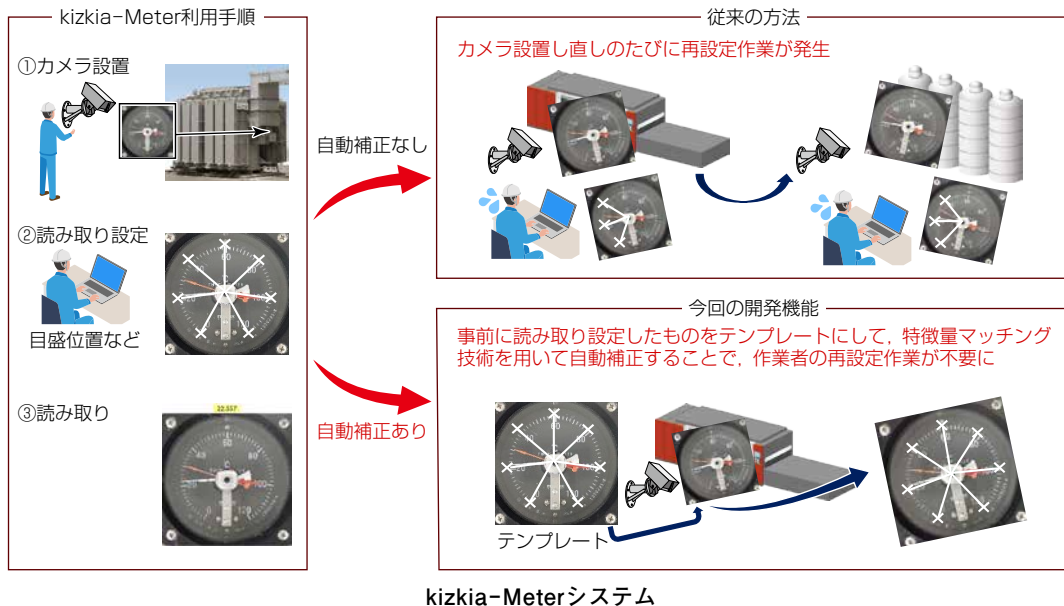 kizkia-Meter利用手順
①カメラ設置
②読み取り設定
目盛位置など
③読み取り
22.557
自動補正なし
自動補正あり
従来の方法
カメラ設置し直しのたびに再設定作業が発生
今回の開発機能
事前に読み取り設定したものをテンプレートにして，特徴量マッチング
技術を用いて自動補正することで，作業者の再設定作業が不要に
テンプレート
kizkia-Meterシステム